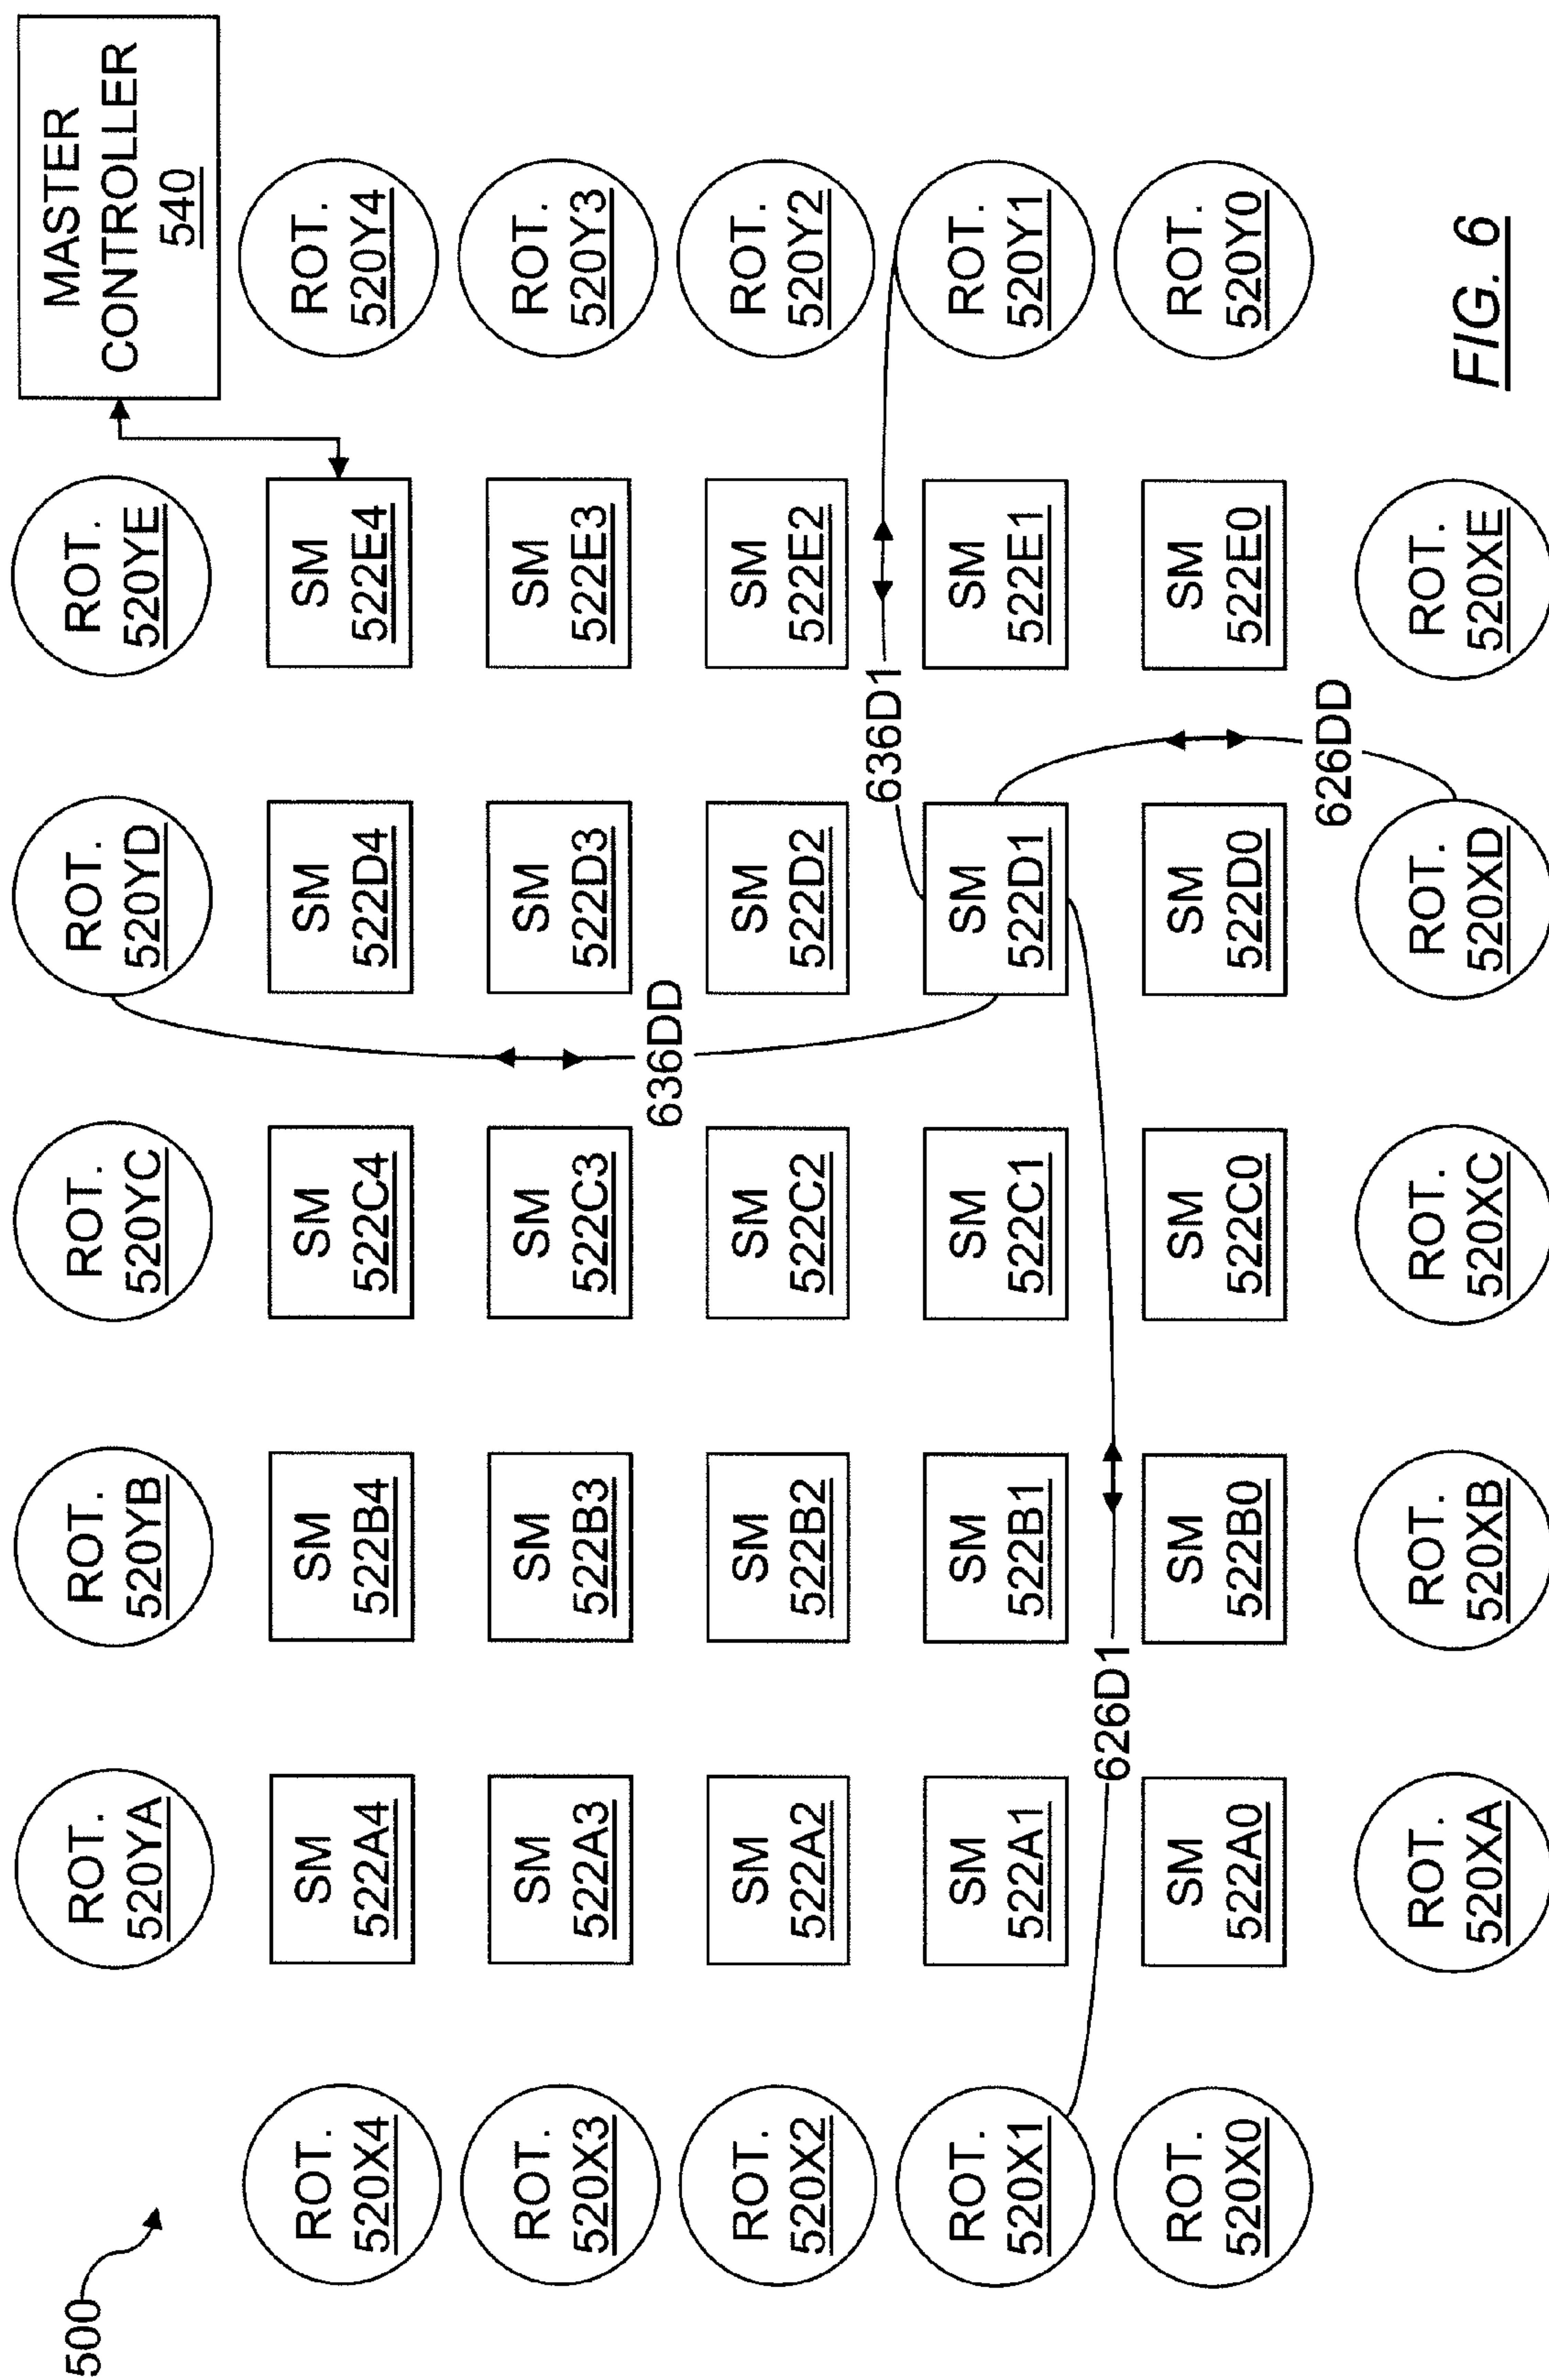 500
ROT.
520YA
ROT.
520YB
ROT.
520YC
ROT.
520YD
ROT.
520YE
MASTER
CONTROLLER
540
ROT.
520X4
SM
522A4
SM
522B4
SM
522C4
SM
522D4
SM
522E4
ROT.
520Y4
ROT.
520X3
SM
522A3
SM
522B3
SM
522C3
SM
522D3
SM
522E3
ROT.
520Y3
636DD
ROT.
520X2
SM
522A2
SM
522B2
SM
522C2
SM
522D2
SM
522E2
ROT.
520Y2
636D1
ROT.
520X1
SM
522A1
SM
522B1
SM
522C1
SM
522D1
SM
522E1
ROT.
520Y1
626D1
ROT.
520X0
SM
522A0
SM
522B0
SM
522C0
SM
522D0
SM
522E0
ROT.
520Y0
626DD
ROT.
520XA
ROT.
520XB
ROT.
520XC
ROT.
520XD
ROT.
520XE
FIG. 6